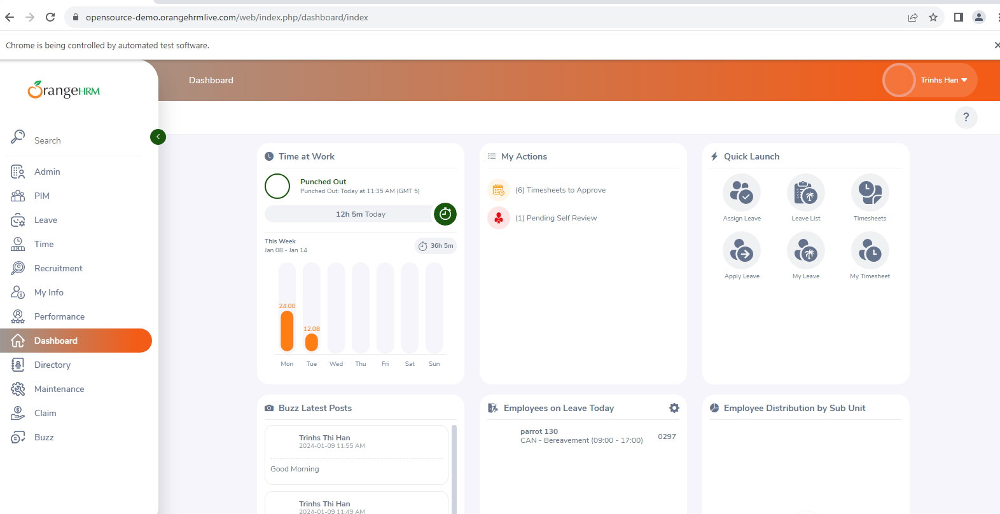 opensource-demo.orangehrmlive.com/web/index.php/dashboard/index
Chrome is being controlled by automated test software.
OrangeHRM
Dashboard
Trinhs Han
?
Search
Admin
PIM
Leave
Time
Recruitment
My Info
Performance
Dashboard
Directory
Maintenance
Claim
Buzz
Time at Work
Punched Out
Punched Out: Today at 11:35 AM (GMT 5)
12h 5m Today
This Week
Jan 08 - Jan 14
36h 5m
24.00
12.08
Mon Tue Wed Thu Fri Sat Sun
My Actions
(6) Timesheets to Approve
(1) Pending Self Review
Quick Launch
Assign Leave Leave List Timesheets
Apply Leave My Leave My Timesheet
Buzz Latest Posts
Trinhs Thi Han
2024-01-09 11:55 AM
Good Morning
Trinhs Thi Han
2024-01-09 11:49 AM
Employees on Leave Today
parrot 130
CAN - Bereavement (09:00 - 17:00)
0297
Employee Distribution by Sub Unit